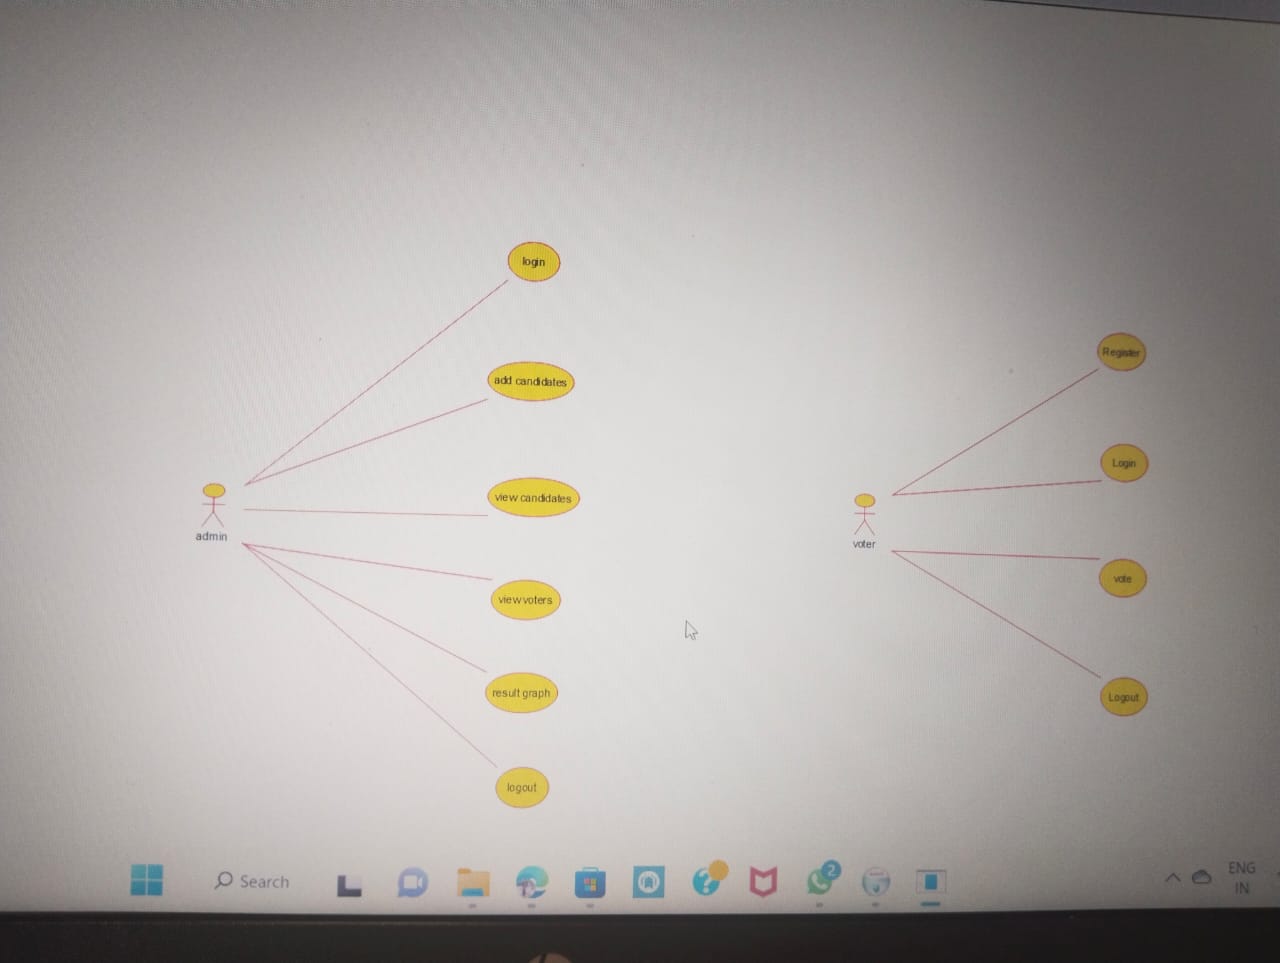 login
add candidates
view candidates
view voters
result graph
logout
admin
Register
Login
vote
Logout
voter
Search
2
ENG
IN